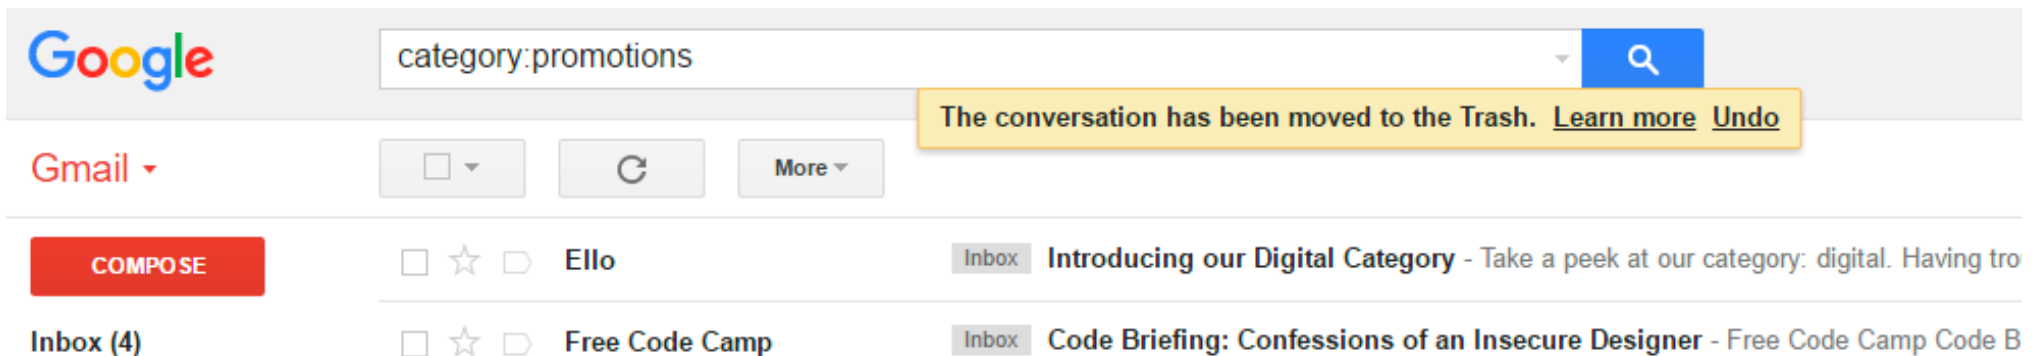 Google
category:promotions
The conversation has been moved to the Trash. Learn more Undo
Gmail
More
COMPOSE
Ello Inbox Introducing our Digital Category - Take a peek at our category: digital. Having
Inbox (4)
Free Code Camp Inbox Code Briefing: Confessions of an Insecure Designer - Free Code Camp Code